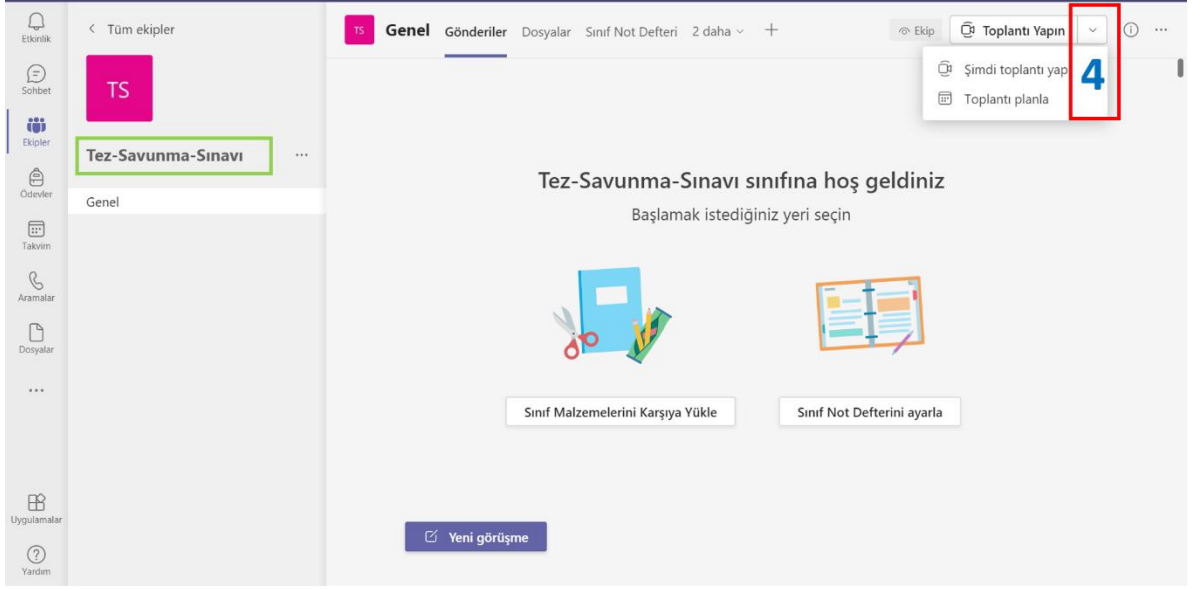 Etkinlik
Sohbet
Ekipler
Ödevler
Takvim
Aramalar
Dosyalar
Uygulamalar
Yardım
Tüm ekipler
TS
Tez-Savunma-Sınavı
Genel
TS Genel Gönderiler Dosyalar Sınıf Not Defteri 2 daha
Ekip Toplantı Yapın
Şimdi toplantı yap
Toplantı planla
4
Tez-Savunma-Sınavı sınıfına hoş geldiniz
Başlamak istediğiniz yeri seçin
Sınıf Malzemelerini Karşıya Yükle
Sınıf Not Defterini ayarla
Yeni görüşme